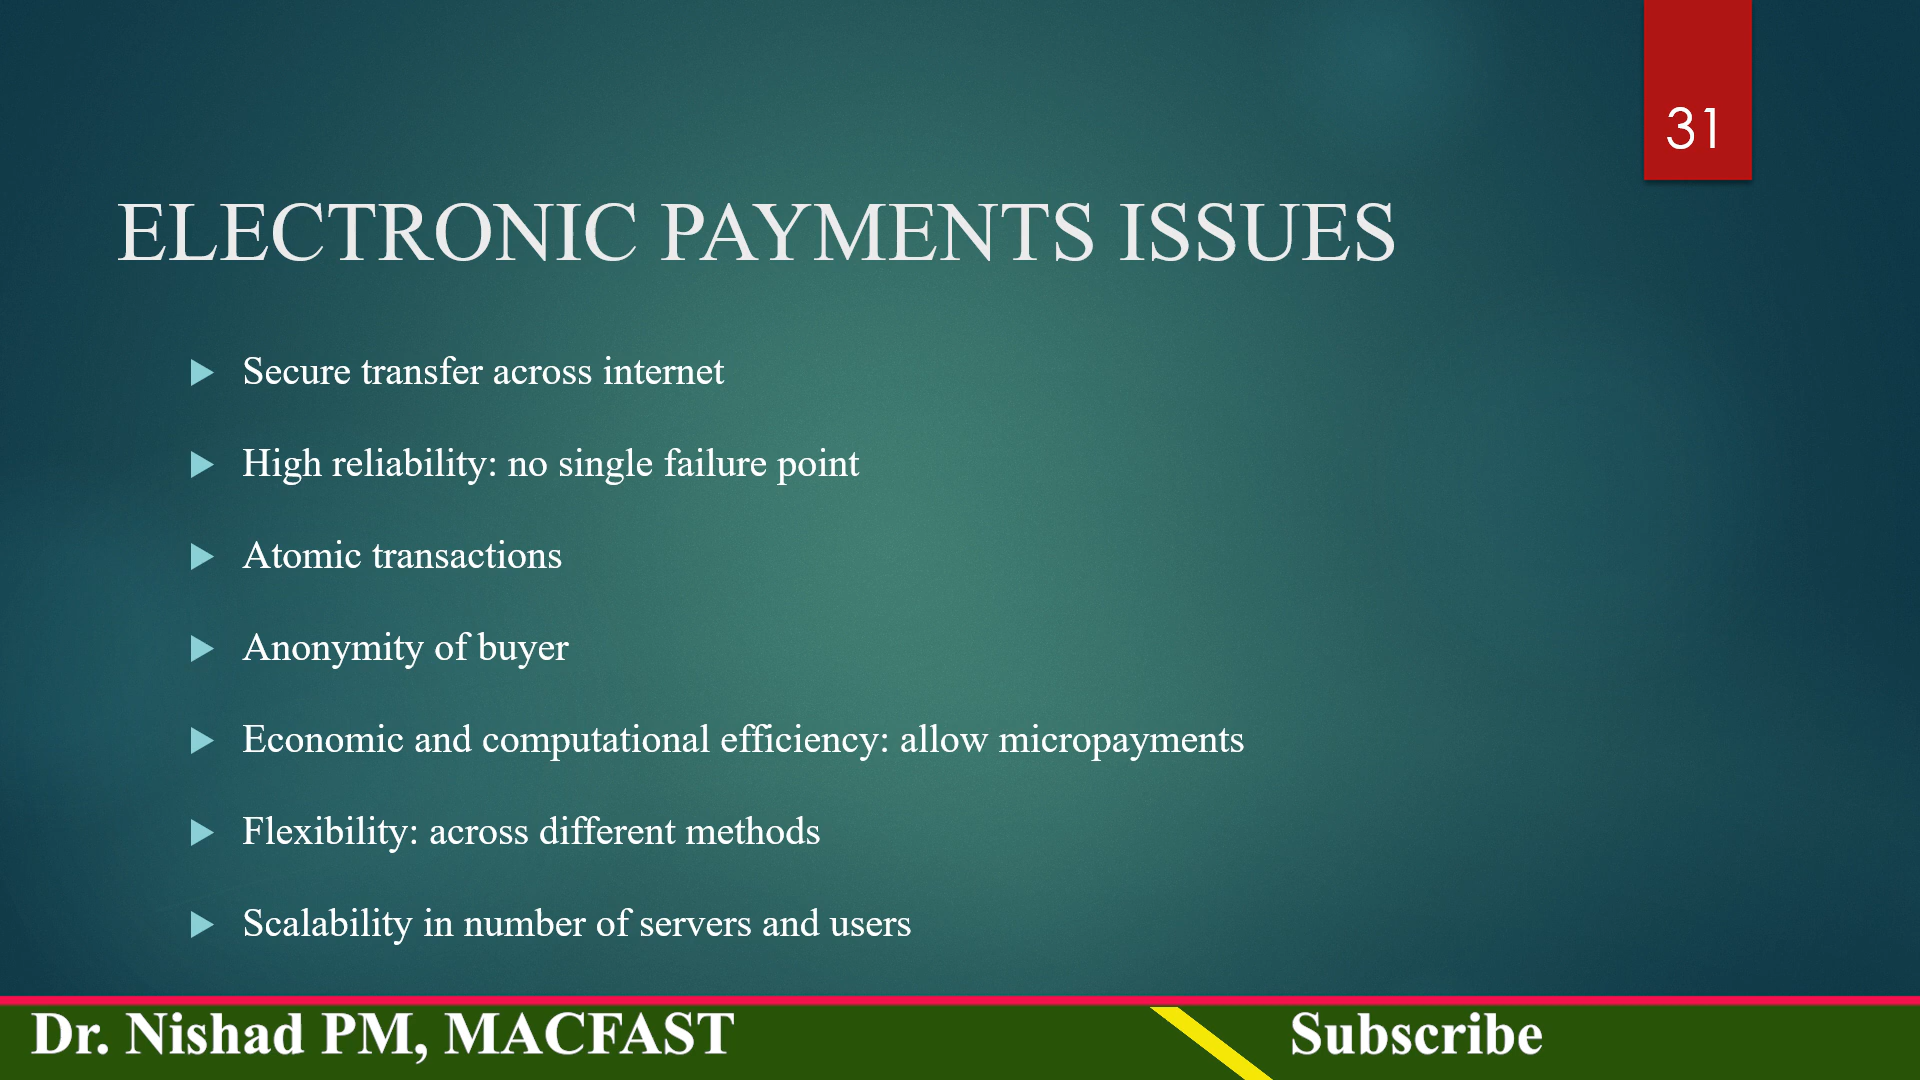 31
ELECTRONIC PAYMENTS ISSUES
Secure transfer across internet
High reliability: no single failure point
Atomic transactions
Anonymity of buyer
Economic and computational efficiency: allow micropayments
Flexibility: across different methods
Scalability in number of servers and users
Dr. Nishad PM, MACFAST
Subscribe